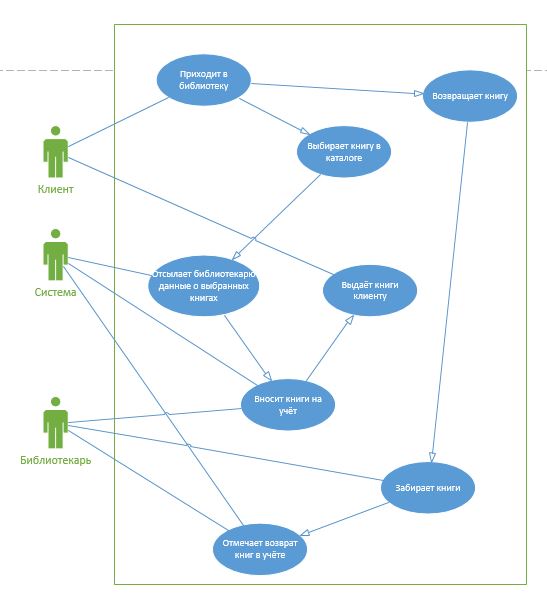 Приходит в
библиотеку
Возвращает книгу
Выбирает книгу в
каталоге
Клиент
Отсылает библиотекарю
данные о выбранных
книгах
Выдаёт книги
клиенту
Система
Вносит книги на
учёт
Библиотекарь
Забирает книги
Отмечает возврат
книг в учёте